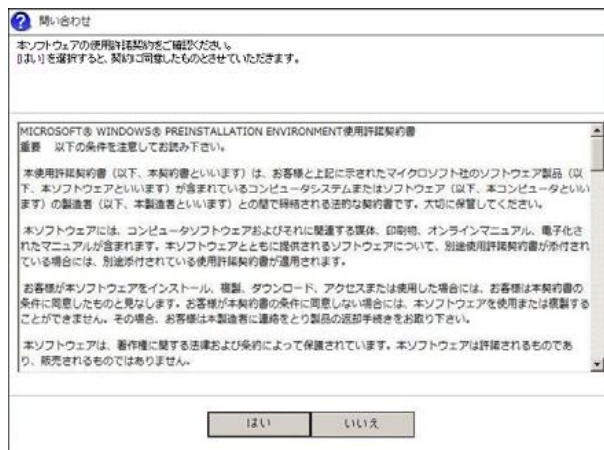 問い合わせ
本ソフトウェアの使用許諾契約をご確認ください。
[はい]を選択すると、契約に同意したものとさせていただきます。
MICROSOFT® WINDOWS® PREINSTALLATION ENVIRONMENT使用許諾契約書
重要 以下の条件を注意してお読み下さい。
本使用許諾契約書（以下、本契約書といいます）は、お客様と上記に示されたマイクロソフト社のソフトウェア製品（以
下、本ソフトウェアといいます）が含まれているコンピュータシステムまたはソフトウェア（以下、本コンピュータといい
ます）の製造者（以下、本製造者といいます）との間で締結される法的な契約書です。大切に保管してください。
本ソフトウェアには、コンピュータソフトウェアおよびそれに関連する媒体、印刷物、オンラインマニュアル、電子化さ
れたマニュアルが含まれます。本ソフトウェアとともに提供されるソフトウェアについて、別途使用許諾契約書が添付され
ている場合には、別途添付されている使用許諾契約書が適用されます。
お客様が本ソフトウェアをインストール、複製、ダウンロード、アクセスまたは使用した場合には、お客様は本契約書の
条件に同意したものと見なします。お客様が本契約書の条件に同意しない場合には、本ソフトウェアを使用または複製する
ことができません。その場合、お客様は本製造者に連絡をとり製品の返却手続きをお取り下さい。
本ソフトウェアは、著作権に関する法律および条約によって保護されています。本ソフトウェアは許諾されるものであ
り、販売されるものではありません。
はい
いいえ